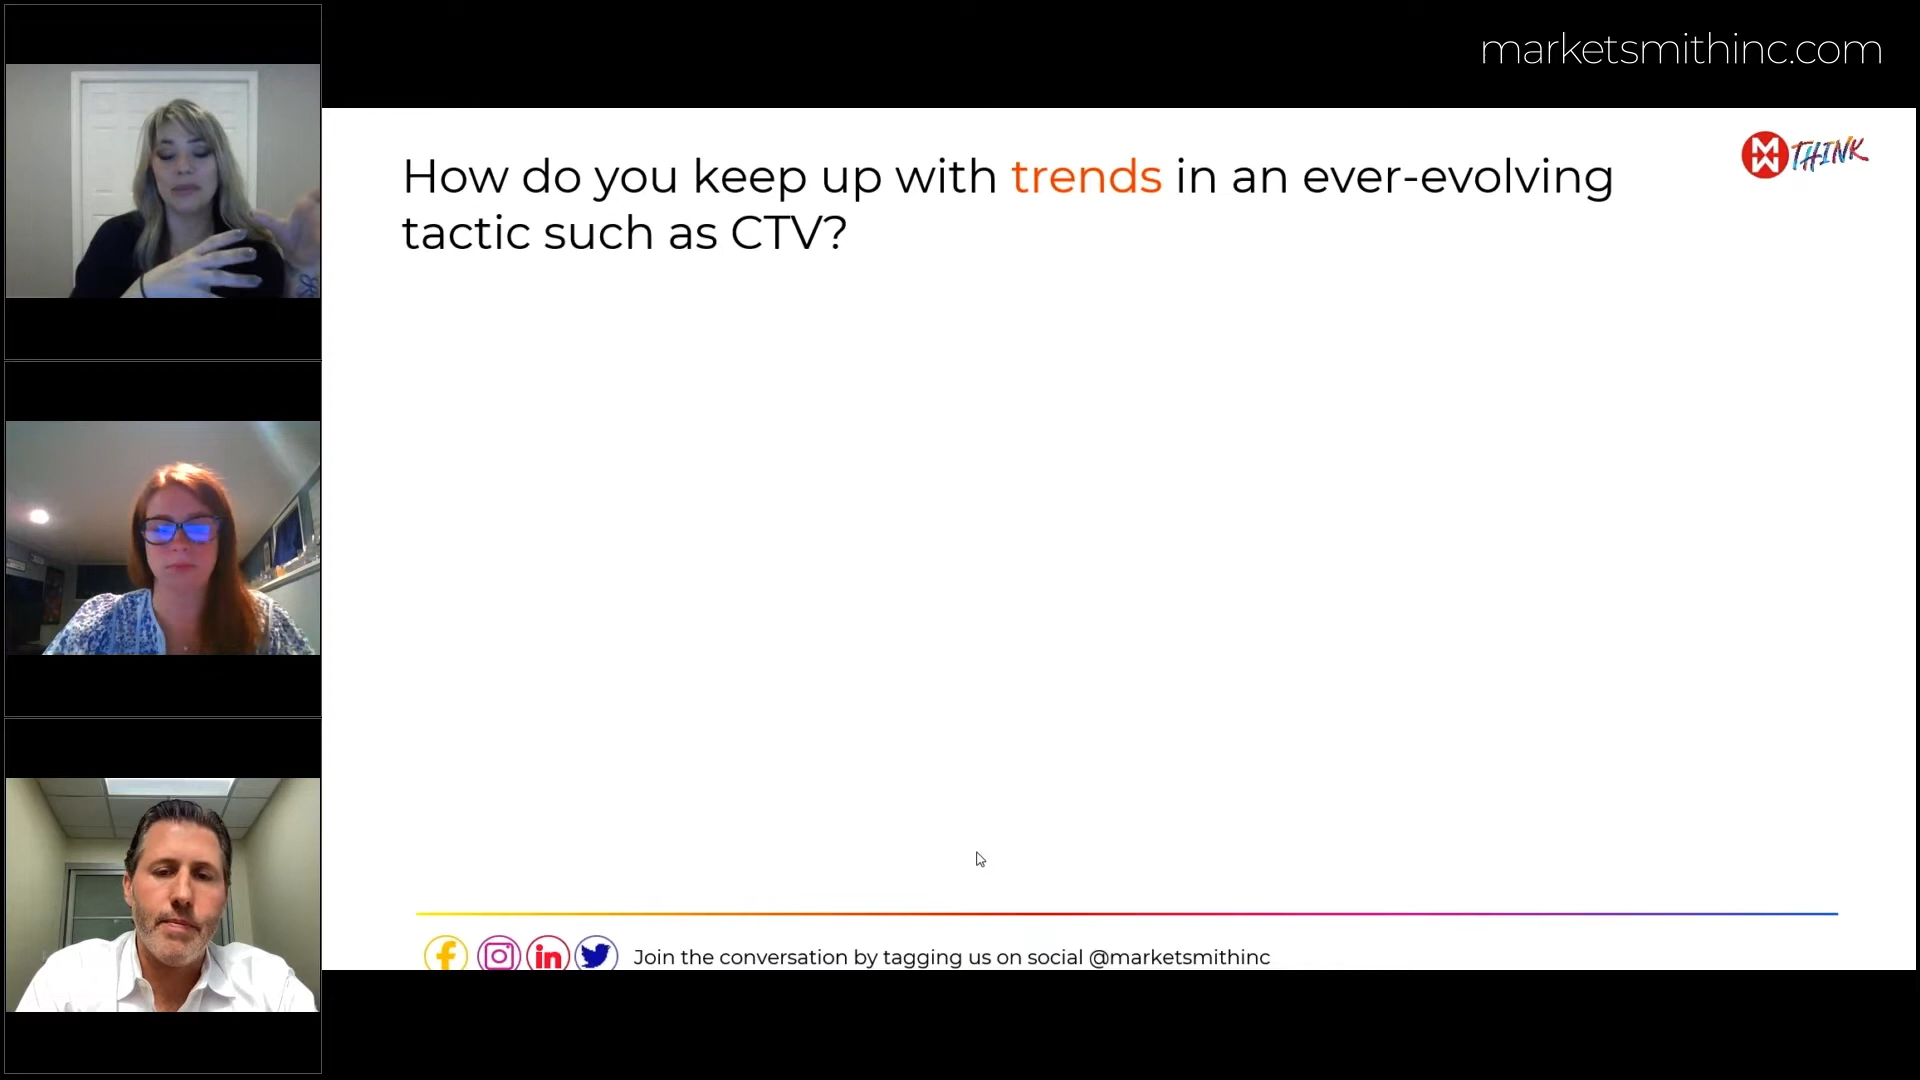 marketsmithinc.com
THINK
How do you keep up with trends in an ever-evolving
tactic such as CTV?
Join the conversation by tagging us on social @marketsmithinc